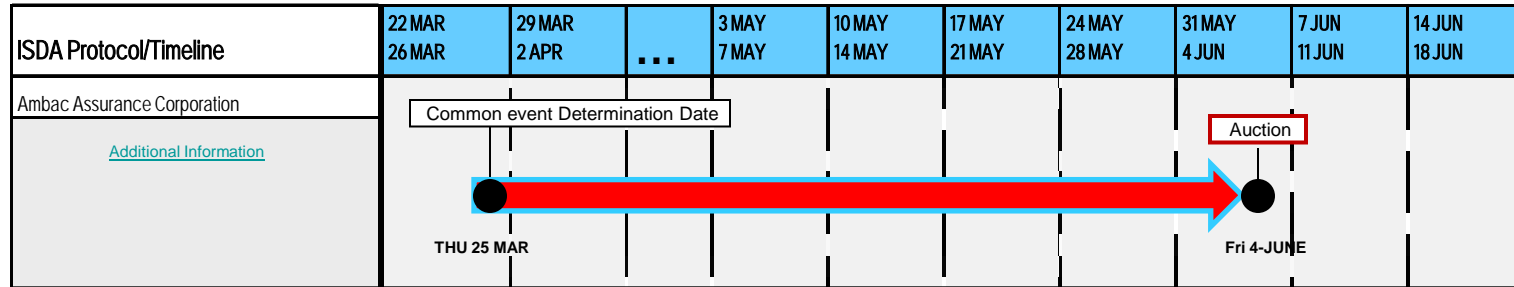 ISDA Protocol/Timeline
22 MAR 29 MAR 3 MAY 10 MAY 17 MAY 24 MAY 31 MAY 7 JUN 14 JUN
26 MAR 2 APR ... 7 MAY 14 MAY 21 MAY 28 MAY 4 JUN 11 JUN 18 JUN
Ambac Assurance Corporation
Common event Determination Date
Auction
Additional Information
THU 25 MAR
Fri 4-JUNE